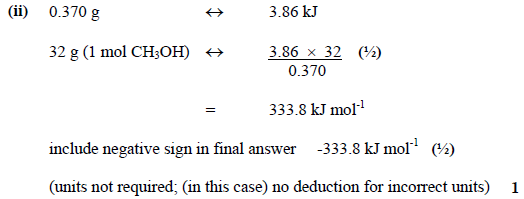 (ii) 0.370 g ↔ 3.86 kJ
32 g (1 mol CH₃OH) ↔ 3.86 × 32 (½)
0.370
= 333.8 kJ mol⁻¹
include negative sign in final answer -333.8 kJ mol⁻¹ (½)
(units not required; (in this case) no deduction for incorrect units) 1